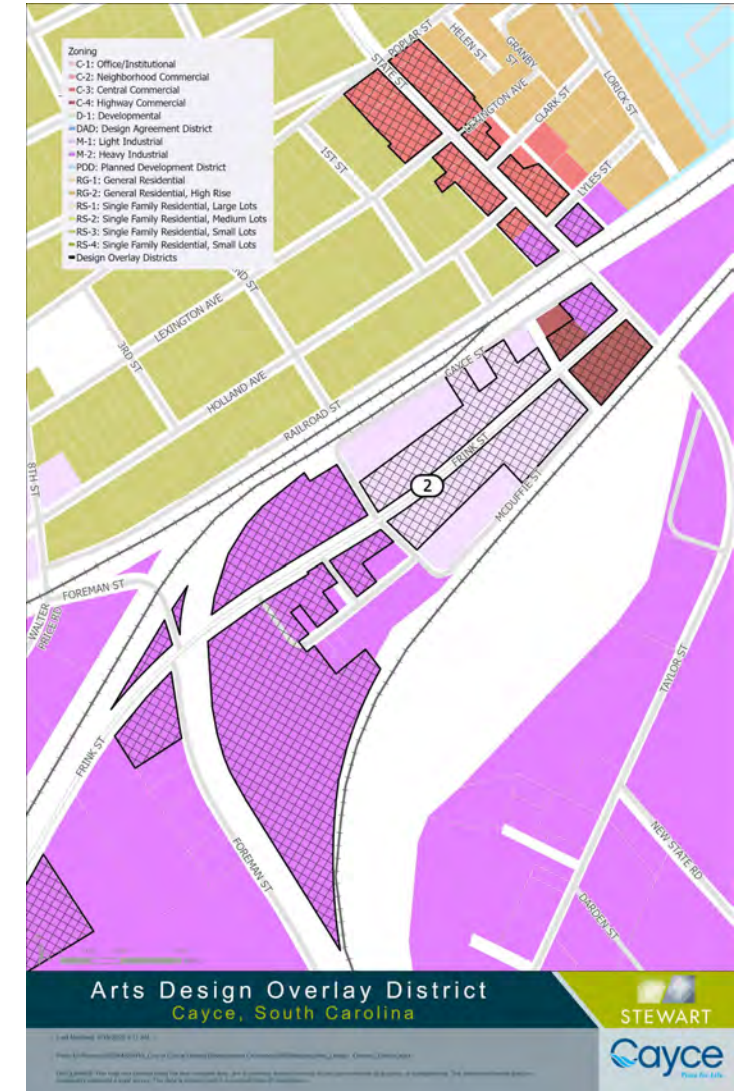 Zoning
C-1: Office/Institutional
C-2: Neighborhood Commercial
C-3: Central Commercial
C-4: Highway Commercial
D-1: Developmental
DAD: Design Agreement District
M-1: Light Industrial
M-2: Heavy Industrial
PDD: Planned Development District
RG-1: General Residential
RG-2: General Residential, High Rise
RS-1: Single Family Residential, Large Lots
RS-2: Single Family Residential, Medium Lots
RS-3: Single Family Residential, Small Lots
RS-4: Single Family Residential, Small Lots
Design Overlay Districts
POPLAR ST
HELEN ST
GRANBY ST
STATE ST
LORICK ST
LEXINGTON AVE
CLARK ST
1ST ST
LYLES ST
ND ST
LEXINGTON AVE
3RD ST
HOLLAND AVE
CAYCE ST
RAILROAD ST
FRINK ST
2
8TH ST
MCDUFFIE ST
FOREMAN ST
WALTER PRICE RD
TAYLOR ST
FRINK ST
FOREMAN ST
NEW STATE RD
DARDEN ST
Arts Design Overlay District
Cayce, South Carolina
STEWART
Cayce